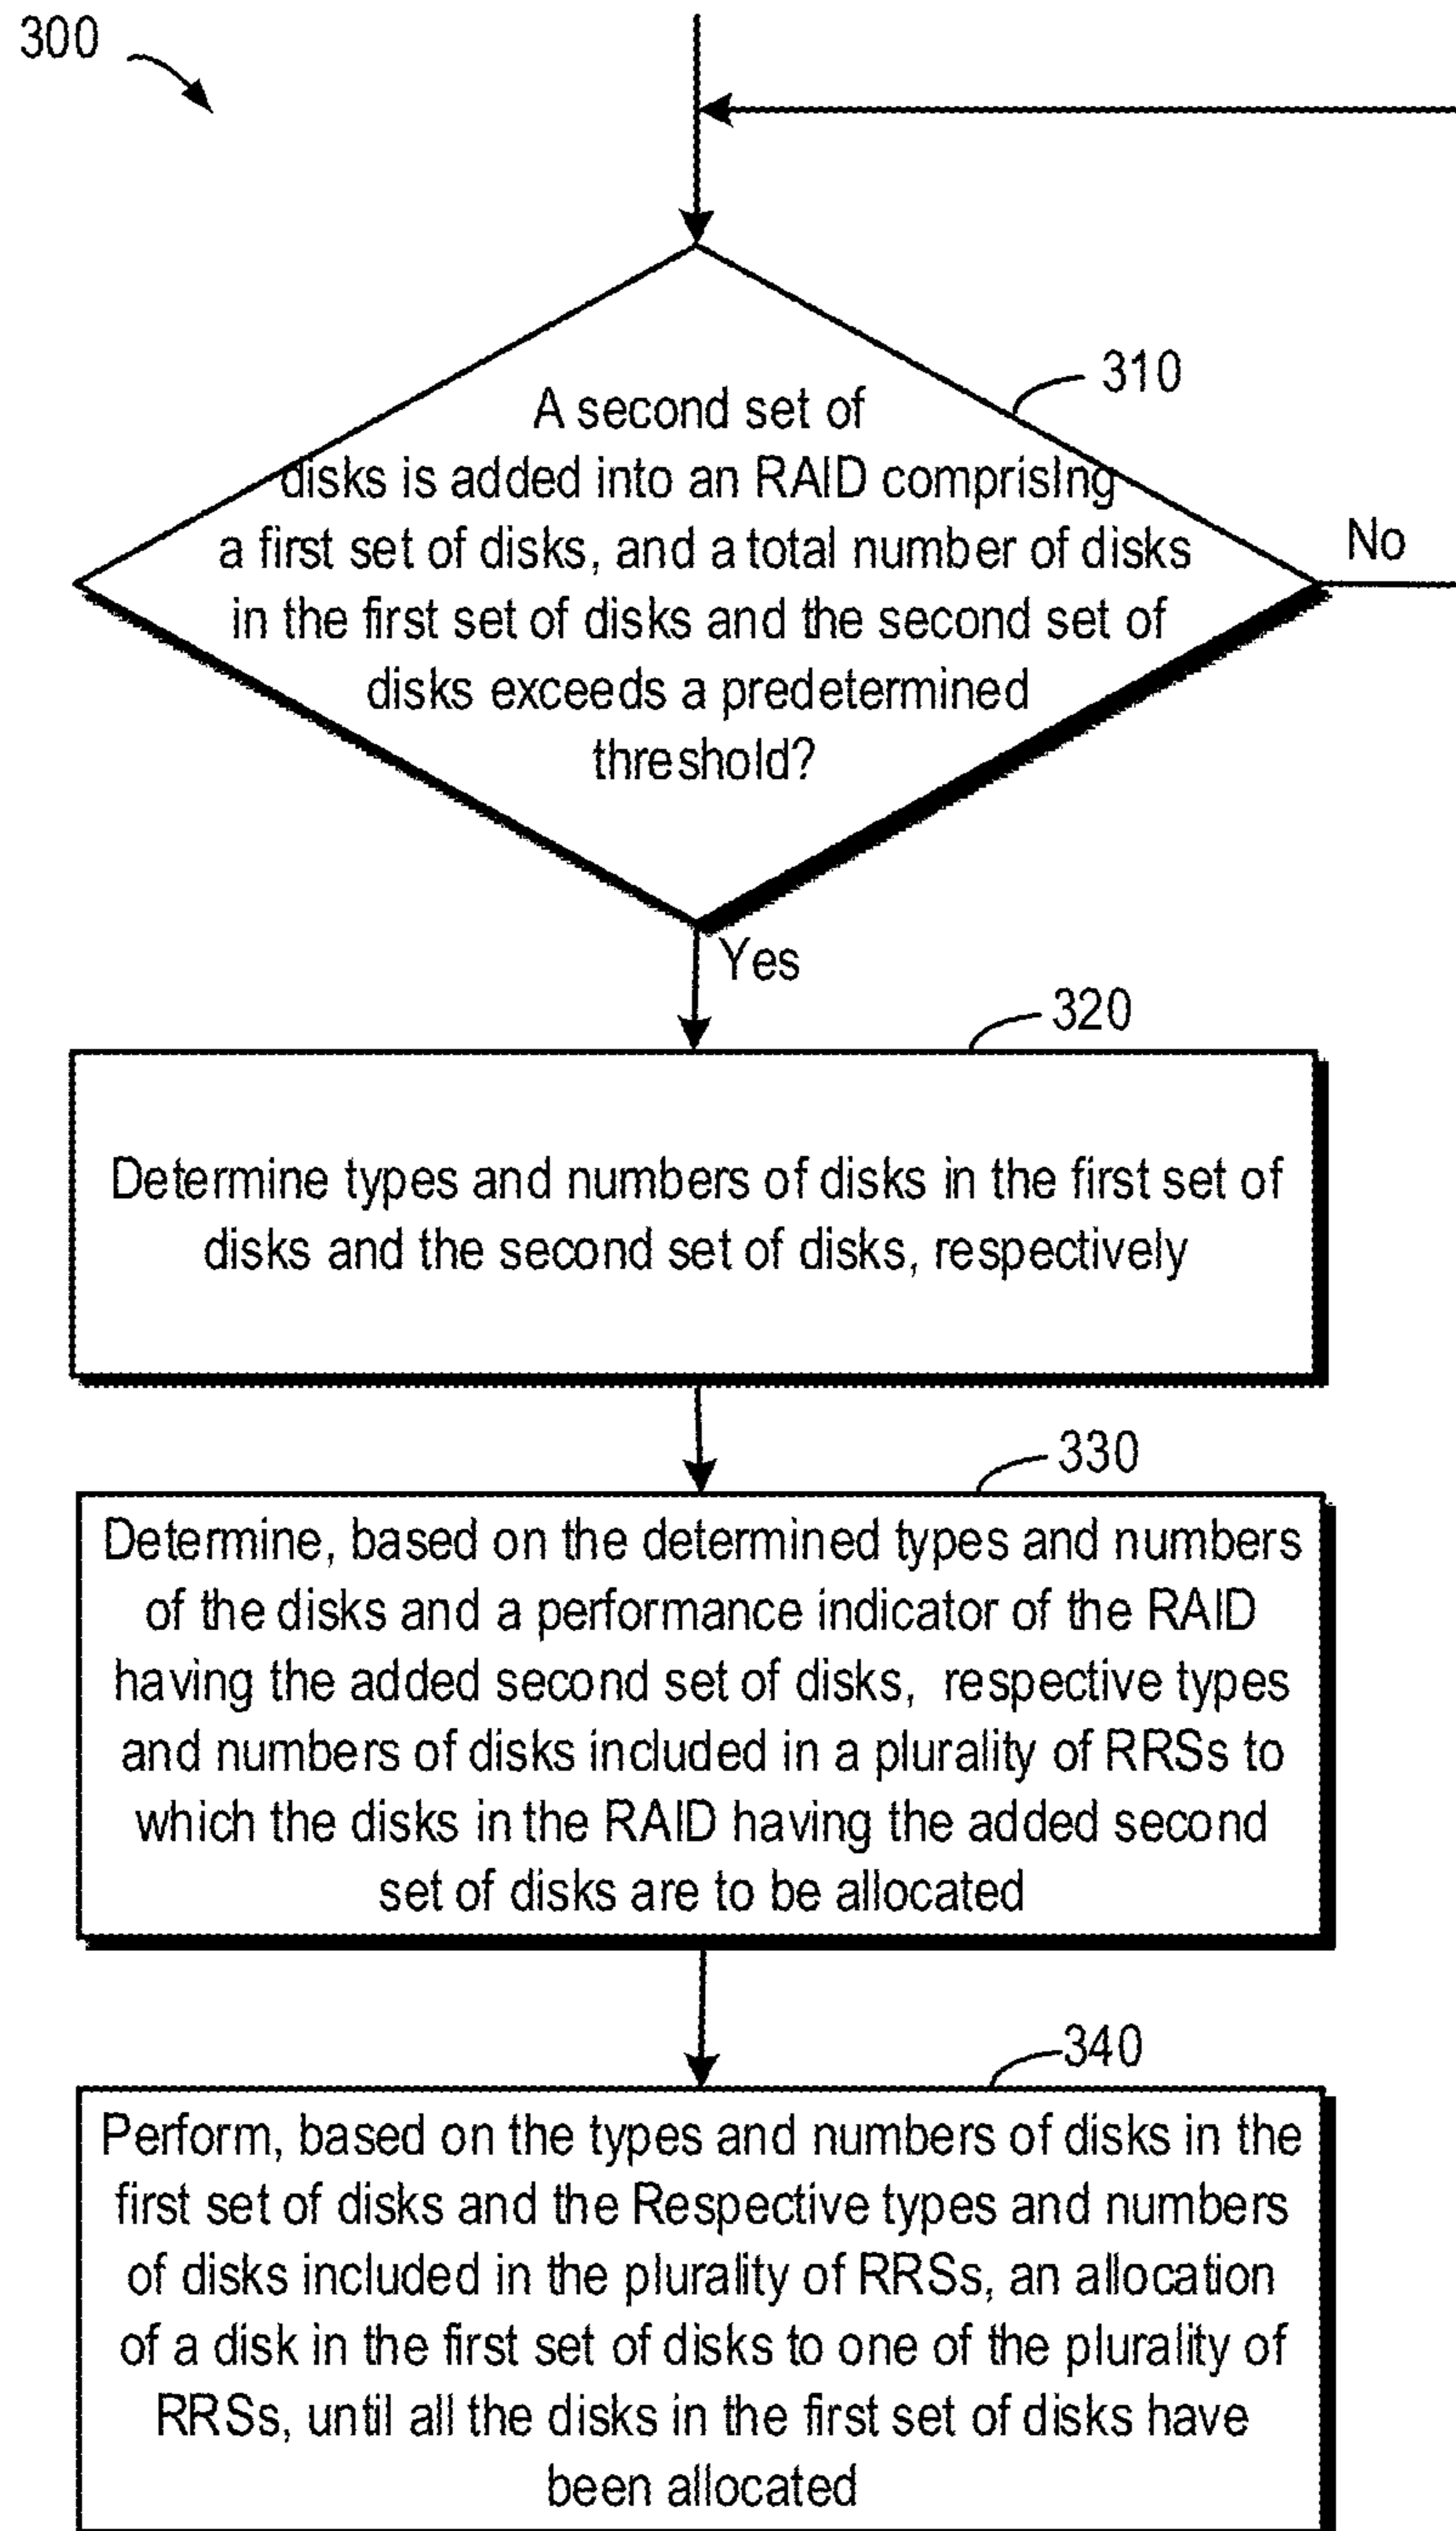 300
310
A second set of
disks is added into an RAID comprising
a first set of disks, and a total number of disks
in the first set of disks and the second set of
disks exceeds a predetermined
threshold?
No
Yes
320
Determine types and numbers of disks in the first set of
disks and the second set of disks, respectively
330
Determine, based on the determined types and numbers
of the disks and a performance indicator of the RAID
having the added second set of disks, respective types
and numbers of disks included in a plurality of RRSs to
which the disks in the RAID having the added second
set of disks are to be allocated
340
Perform, based on the types and numbers of disks in the
first set of disks and the Respective types and numbers
of disks included in the plurality of RRSs, an allocation
of a disk in the first set of disks to one of the plurality of
RRSs, until all the disks in the first set of disks have
been allocated